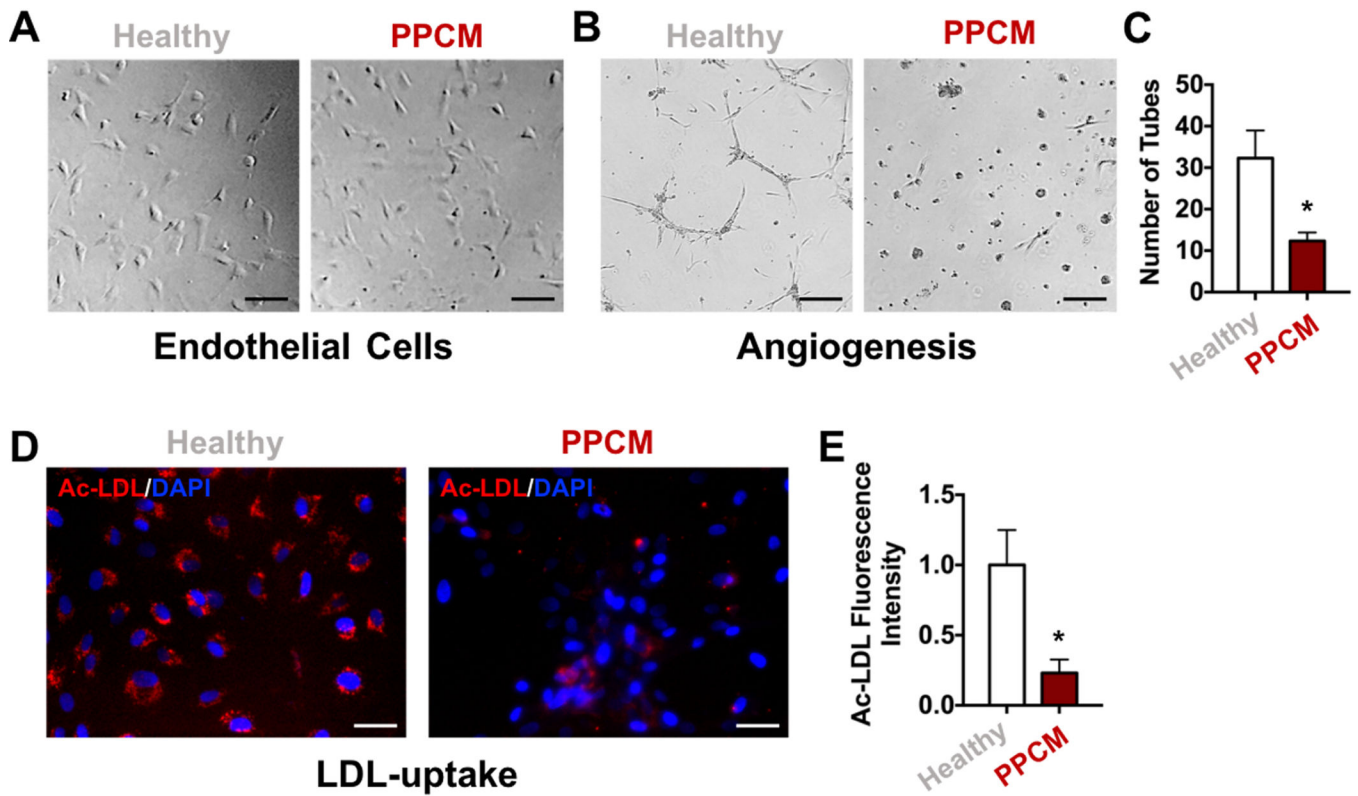 A
Healthy
PPCM
Endothelial Cells
B
Healthy
PPCM
Angiogenesis
C
Number of Tubes
50
40
30
20
10
0
Healthy
PPCM
D
Healthy
PPCM
Ac-LDL/DAPI
Ac-LDL/DAPI
LDL-uptake
E
Ac-LDL Fluorescence
Intensity
1.5
1.0
0.5
0.0
*
*
Healthy
PPCM